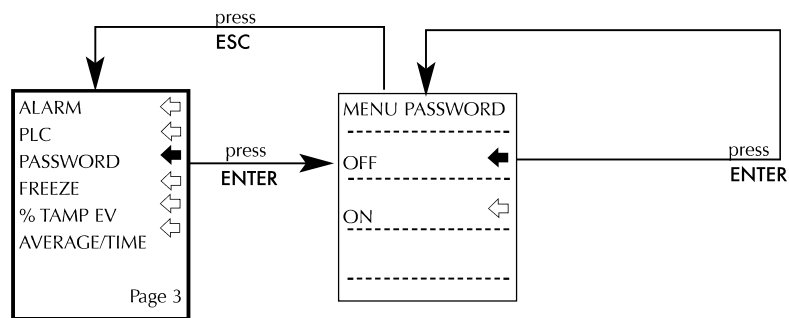 press
ESC
ALARM
PLC
PASSWORD
FREEZE
% TAMP EV
AVERAGE/TIME
Page 3
press
ENTER
MENU PASSWORD
OFF
ON
press
ENTER